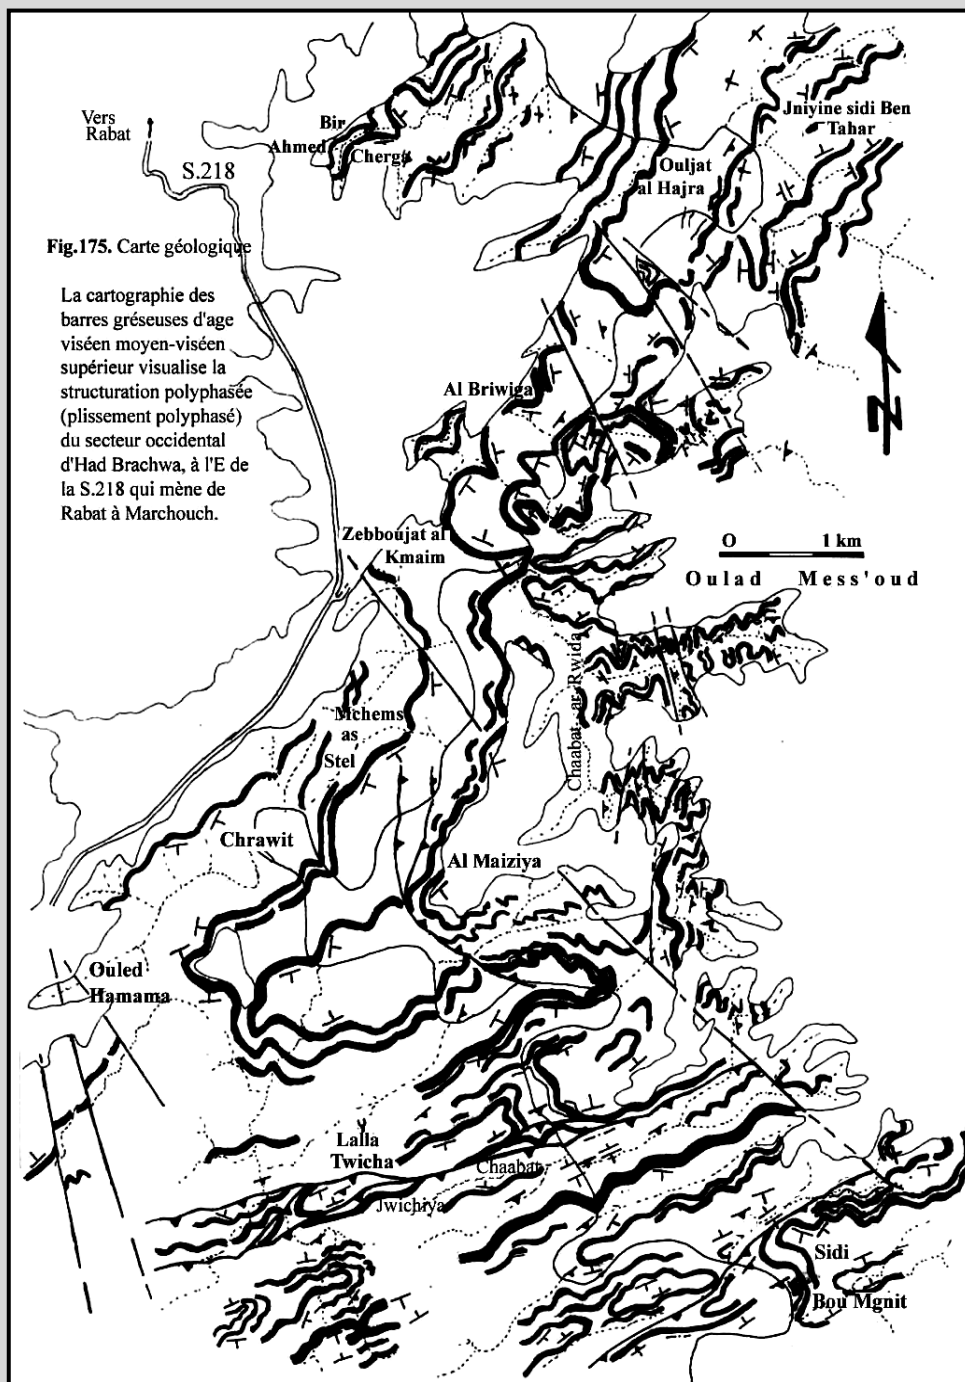 Vers
Rabat
S.218
Bir
Ahmed
Cherga
Jniyine sidi Ben
Tahar
Ouljat
al Hajra
Fig.175. Carte géologique
La cartographie des
barres gréseuses d'age
viséen moyen-viséen
supérieur visualise la
structuration polyphasée
(plissement polyphasé)
du secteur occidental
d'Had Brachwa, à l'E de
la S.218 qui mène de
Rabat à Marchouch.
N
Al Briwiga
Zebboujat al
Kmaim
O 1 km
Oulad Mess'oud
Chaabat ar Rwida
Mchems
as
Stel
Chrawit
Al Maiziya
Ouled
Hamama
Lalla
Twicha
Chaabat
Jwichiya
Sidi
Bou Mgnit